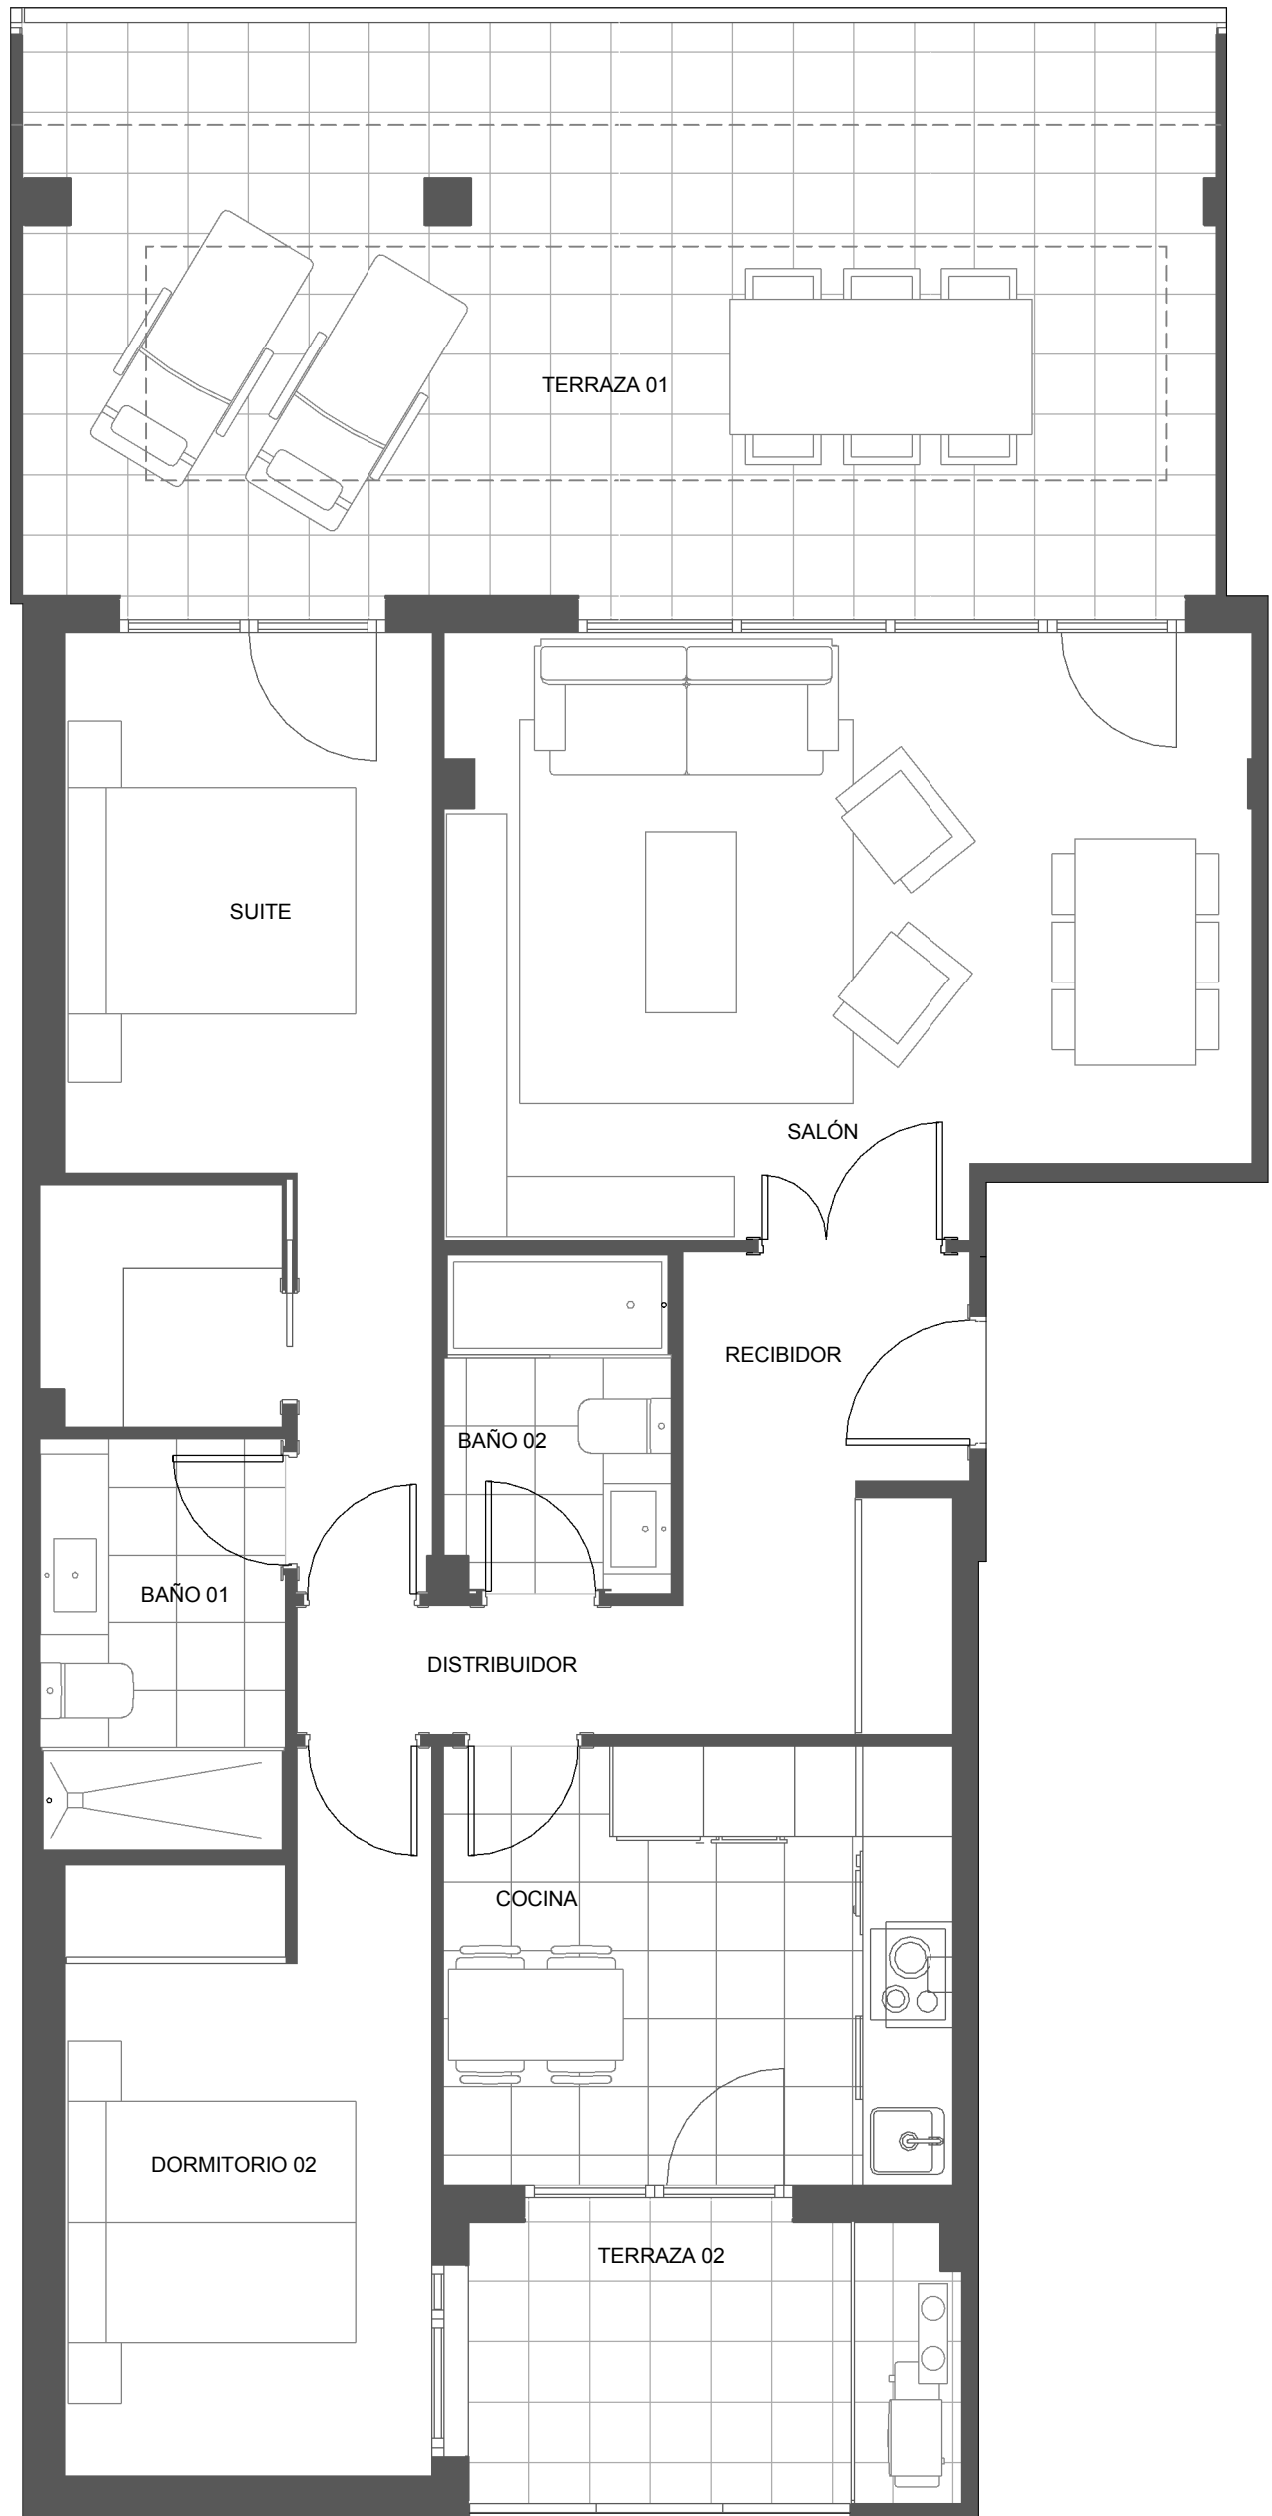 TERRAZA 01
SUITE
SALÓN
RECIBIDOR
BAÑO 02
BAÑO 01
DISTRIBUIDOR
COCINA
DORMITORIO 02
TERRAZA 02